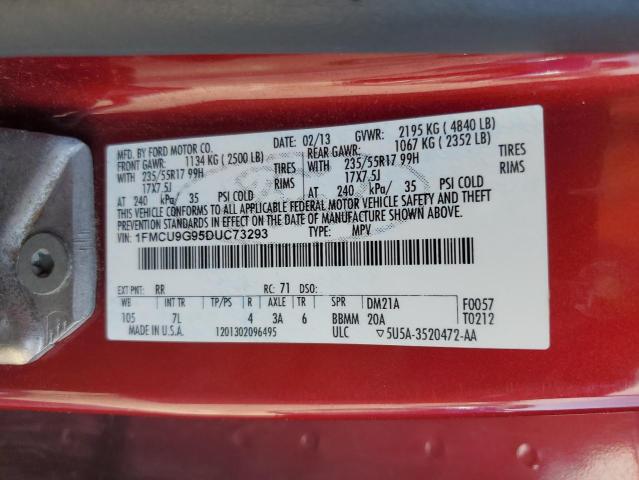 MFD. BY FORD MOTOR CO. DATE: 02/13 GVWR: 2195 KG ( 4840 LB)
FRONT GAWR: 1134 KG ( 2500 LB) REAR GAWR: 1067 KG ( 2352 LB)
WITH 235/55R17 99H TIRES WITH 235/55R17 99H TIRES
17X7.5J RIMS 17X7.5J RIMS
AT 240 kPa/ 35 PSI COLD AT 240 kPa/ 35 PSI COLD
THIS VEHICLE CONFORMS TO ALL APPLICABLE FEDERAL MOTOR VEHICLE SAFETY AND THEFT
PREVENTION STANDARDS IN EFFECT ON THE DATE OF MANUFACTURE SHOWN ABOVE.
VIN: 1FMCU9G95DUC73293 TYPE: MPV
EXT PNT: RR RC: 71 DSO:
WB INT TR TP/PS R AXLE TR SPR DM21A F0057
105 7L 4 3A 6 BBMM 20A T0212
MADE IN U.S.A. 1201302096495 ULC ▽5U5A-3520472-AA